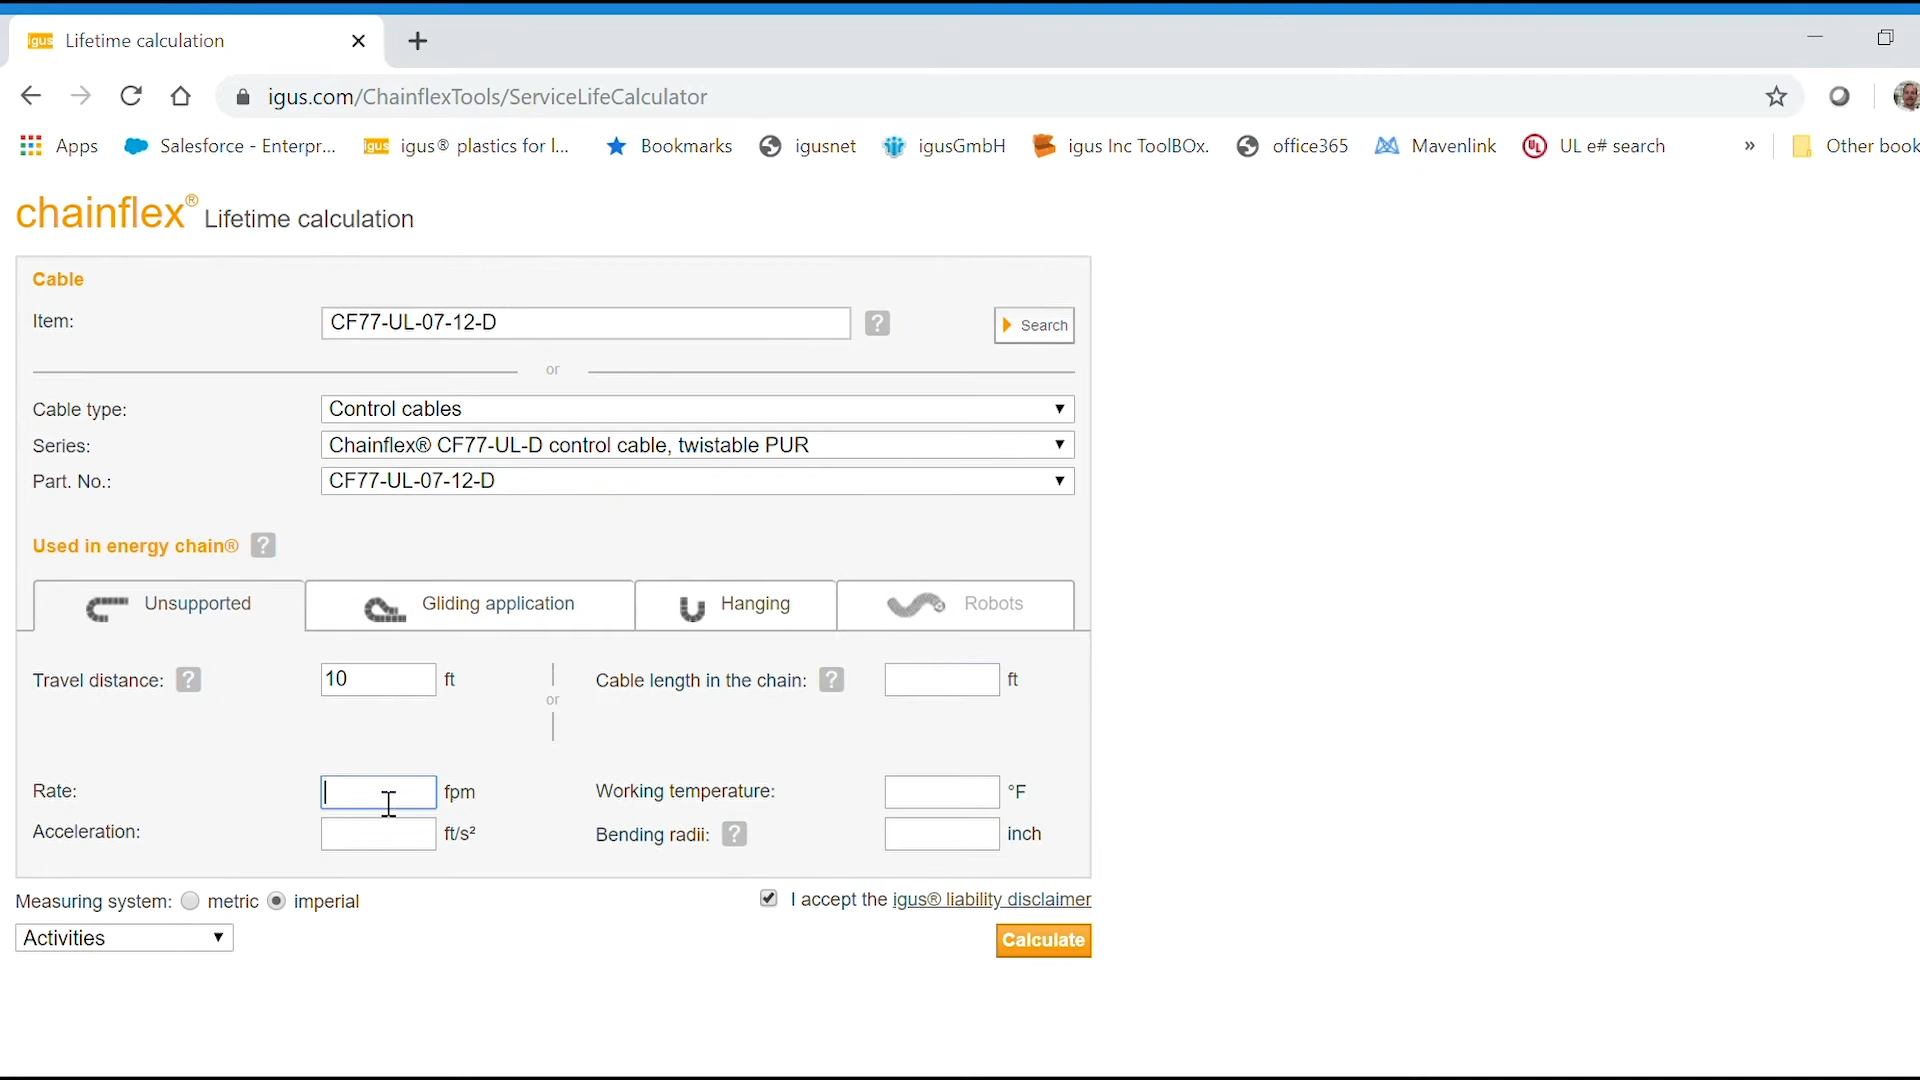 igus Lifetime calculation
igus.com/ChainflexTools/ServiceLifeCalculator
Apps Salesforce - Enterpr... igus igus® plastics for l... Bookmarks igusnet igusGmbH igus Inc ToolBOx. office365 Mavenlink UL UL e# search » Other book
chainflex® Lifetime calculation
Cable
Item: CF77-UL-07-12-D ? Search
or
Cable type: Control cables
Series: Chainflex® CF77-UL-D control cable, twistable PUR
Part. No.: CF77-UL-07-12-D
Used in energy chain® ?
Unsupported Gliding application Hanging Robots
Travel distance: ? 10 ft or Cable length in the chain: ? ft
Rate: fpm Working temperature: °F
Acceleration: ft/s² Bending radii: ? inch
Measuring system: metric imperial I accept the igus® liability disclaimer
Activities Calculate